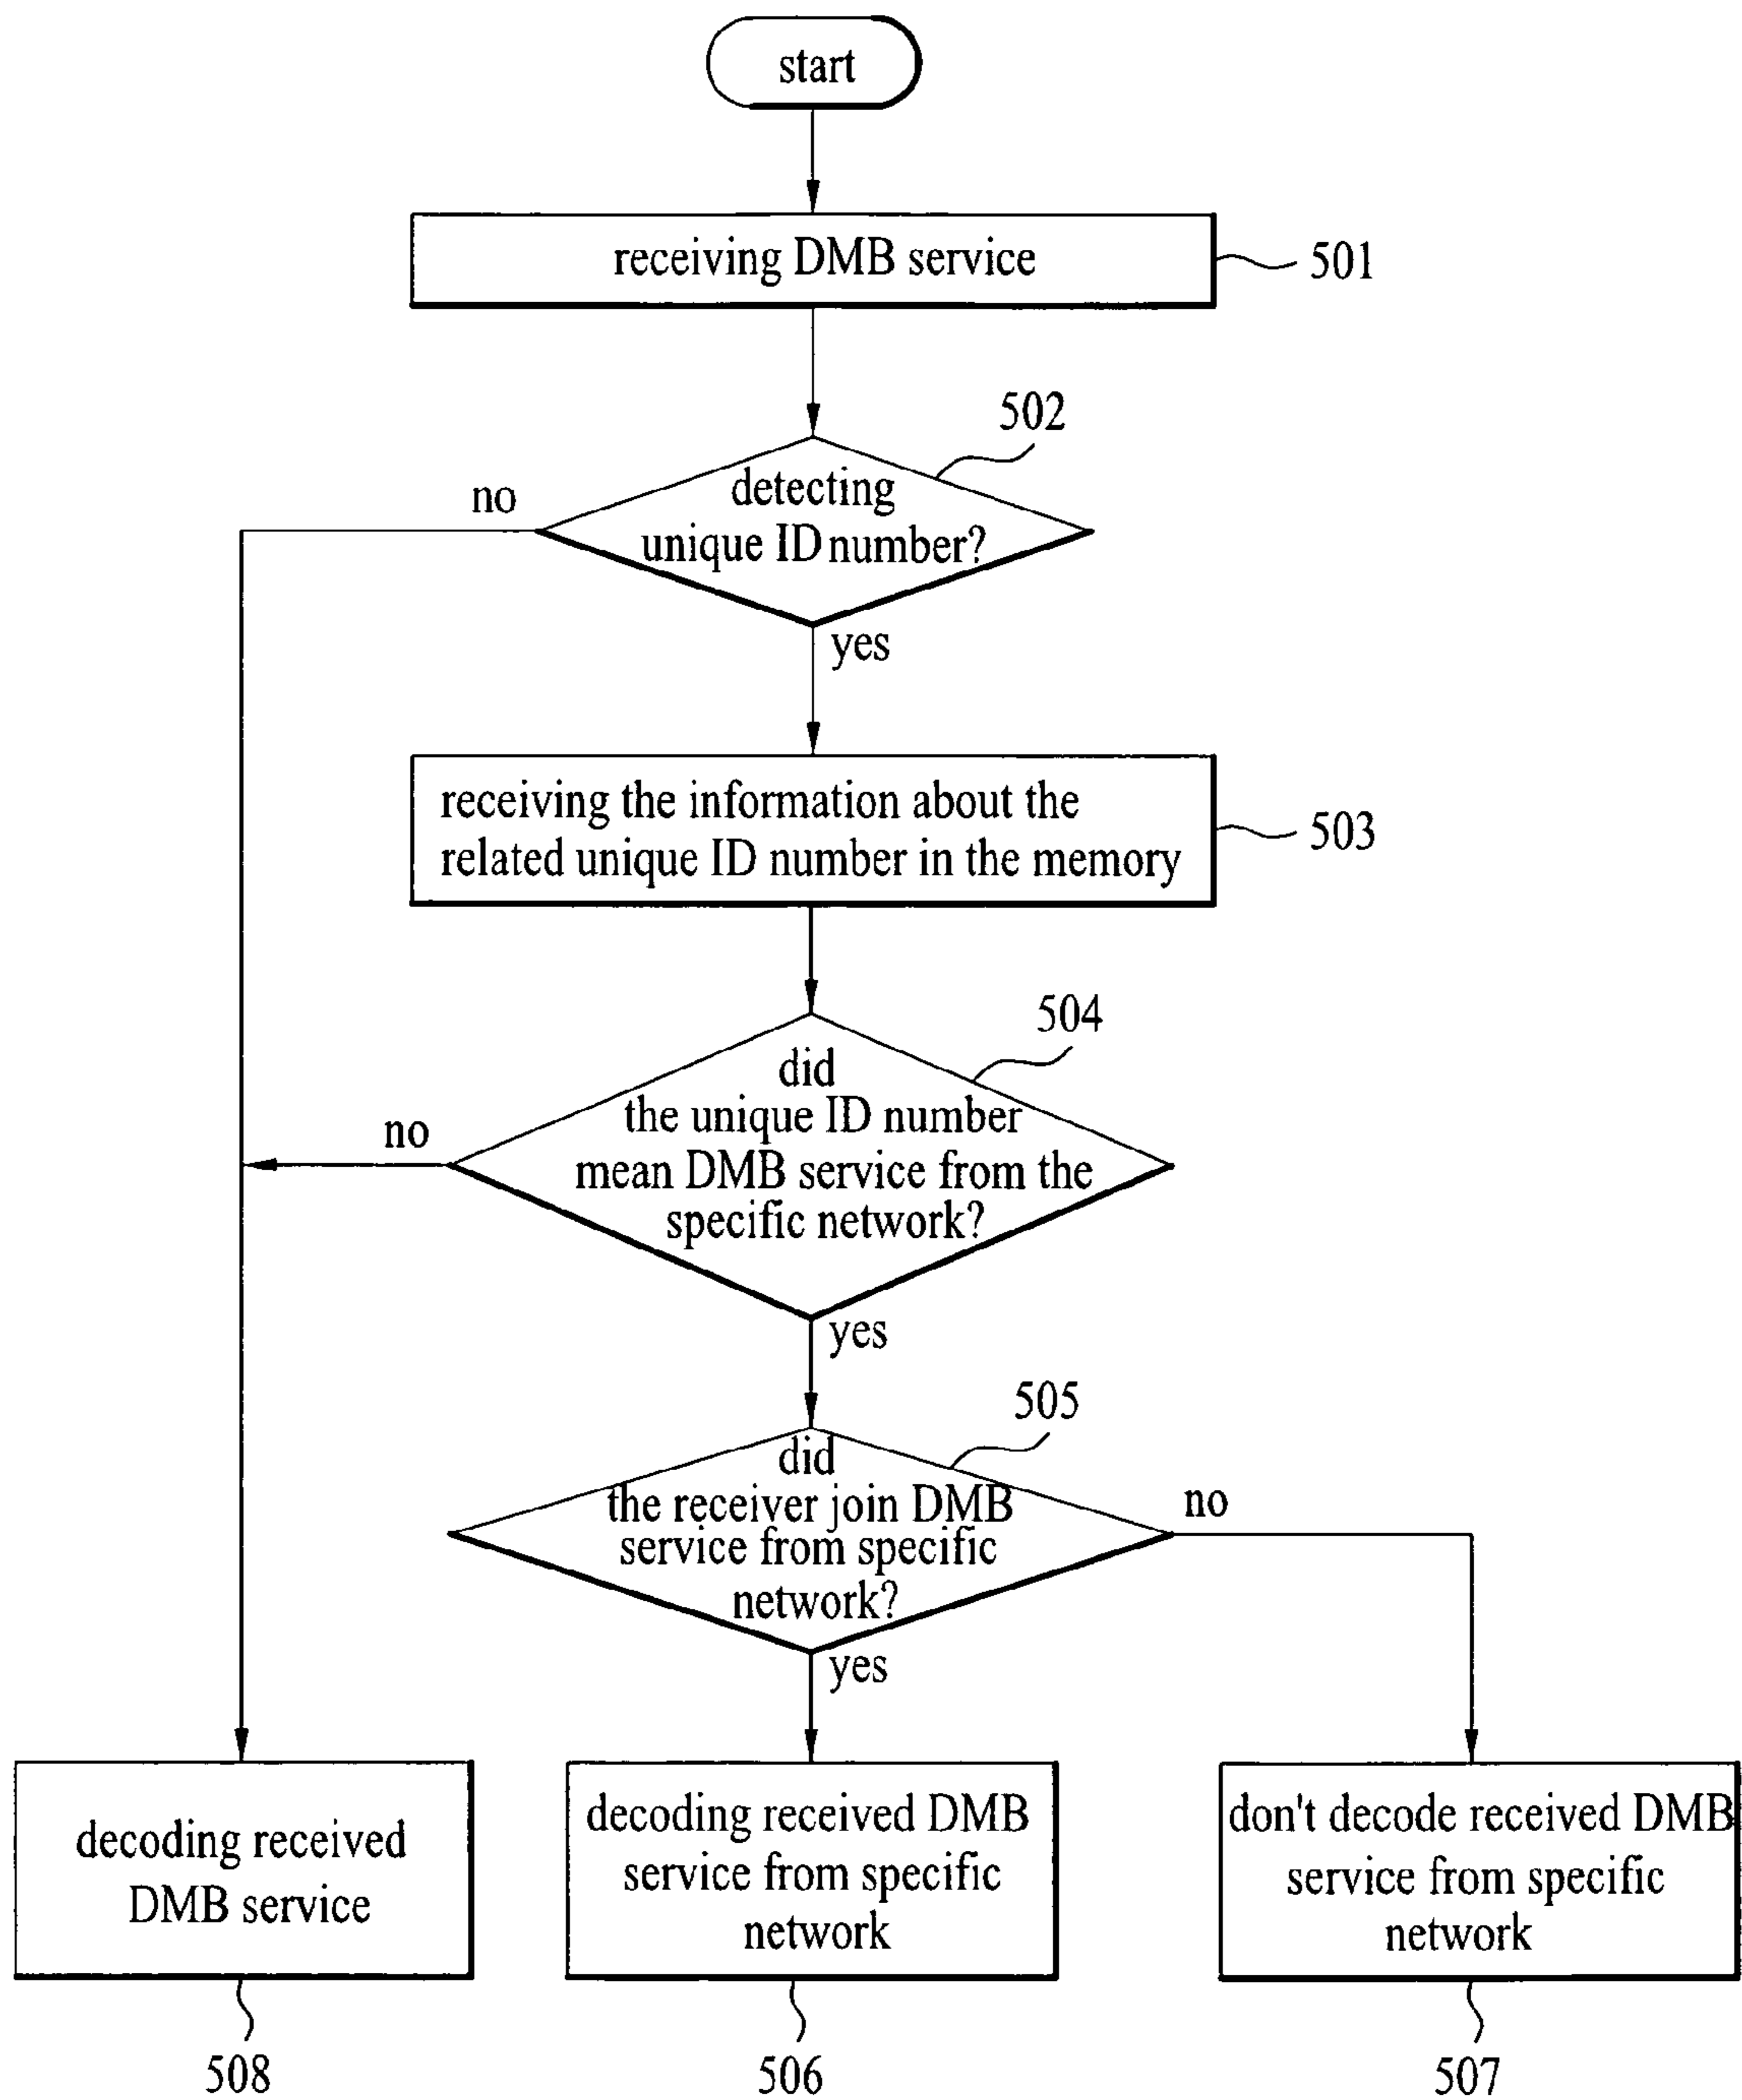 start
receiving DMB service
501
502
no
detecting
unique ID number?
yes
receiving the information about the
related unique ID number in the memory
503
504
no
did
the unique ID number
mean DMB service from the
specific network?
yes
505
did
the receiver join DMB
service from specific
network?
no
yes
decoding received
DMB service
decoding received DMB
service from specific
network
don't decode received DMB
service from specific
network
508
506
507